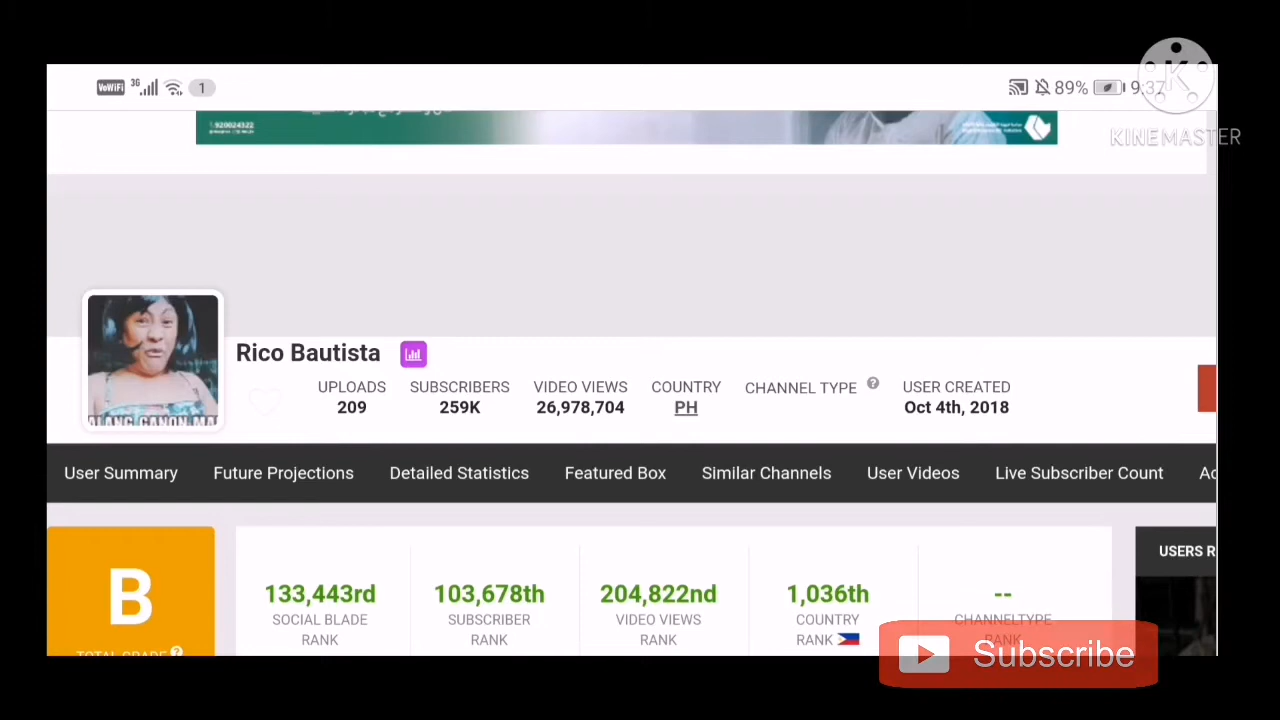 VoWiFi 3G 1 89% 9:37
KINEMASTER
920024322
Rico Bautista
UPLOADS SUBSCRIBERS VIDEO VIEWS COUNTRY CHANNEL TYPE ? USER CREATED
209 259K 26,978,704 PH Oct 4th, 2018
User Summary Future Projections Detailed Statistics Featured Box Similar Channels User Videos Live Subscriber Count
USERS R
B
133,443rd 103,678th 204,822nd 1,036th --
SOCIAL BLADE SUBSCRIBER VIDEO VIEWS COUNTRY CHANNELTYPE
RANK RANK RANK RANK RANK
TOTAL GRADE ?
Subscribe